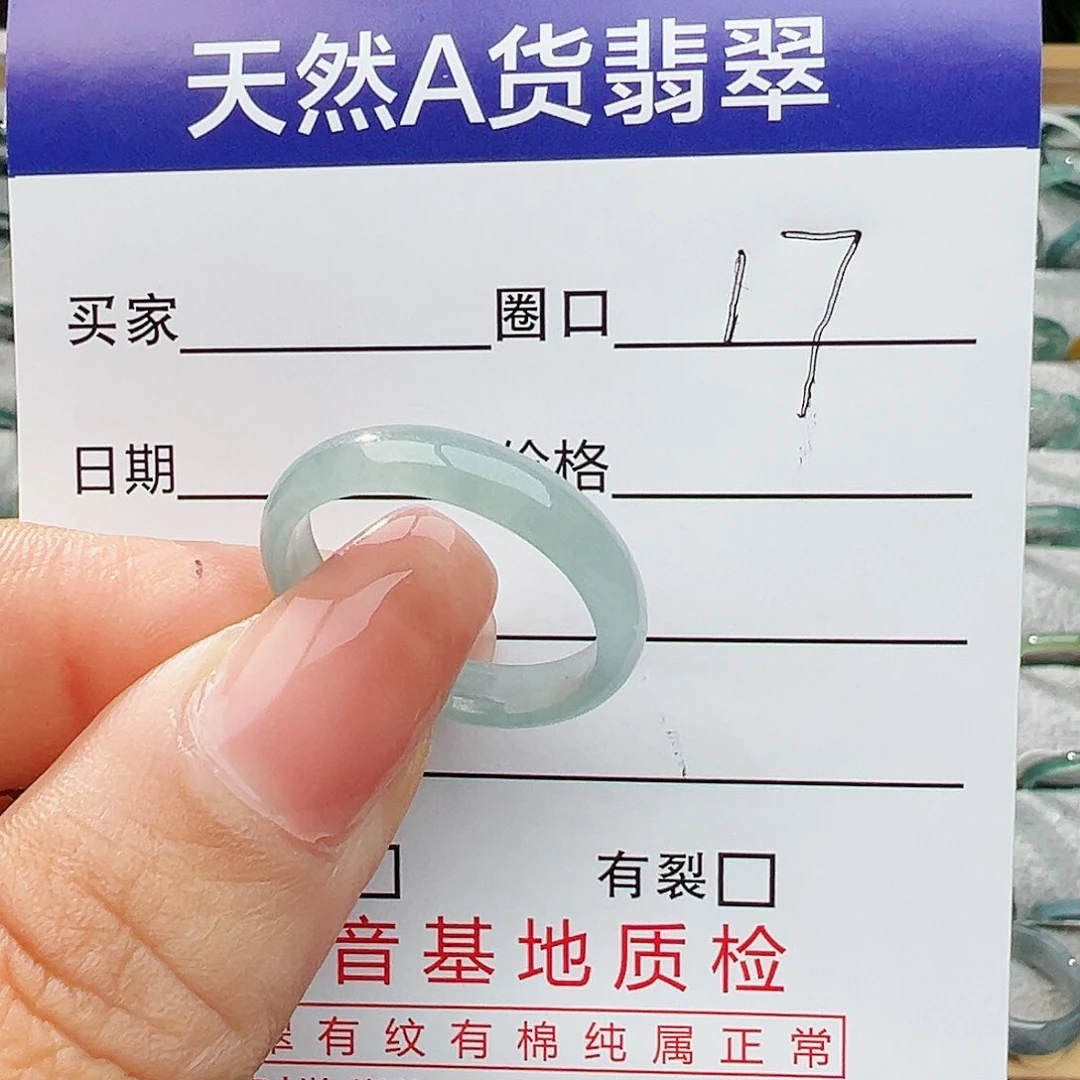 天然A货翡翠
买家 圈口 17
日期 价格
有裂
音基地质检
翠有纹有棉纯属正常